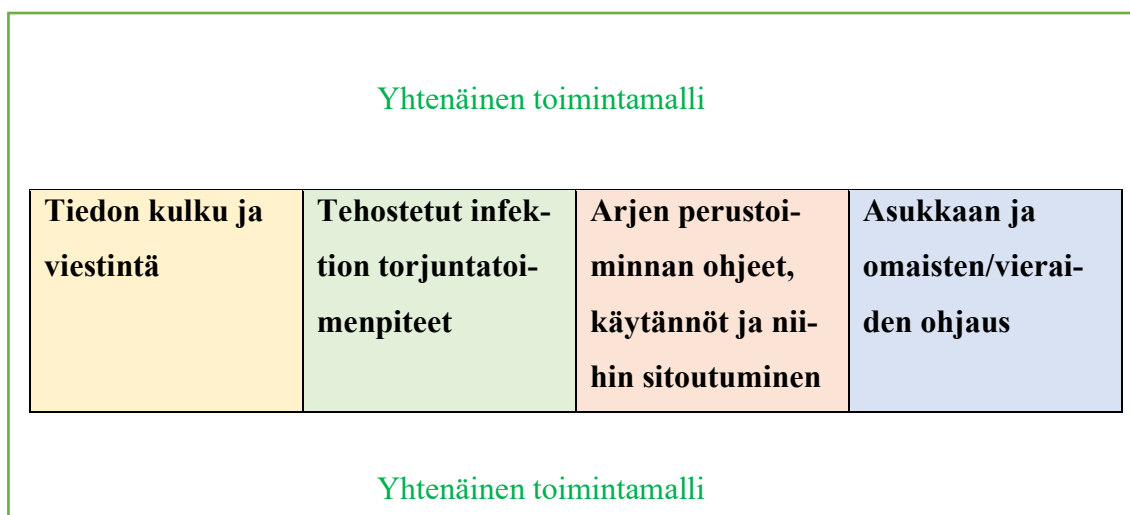 Yhtenäinen toimintamalli
Tiedon kulku ja
viestintä
Tehostetut infek-
tion torjuntatoi-
menpiteet
Arjen perustoi-
minnan ohjeet,
käytännöt ja nii-
hin sitoutuminen
Asukkaan ja
omaisten/vierai-
den ohjaus
Yhtenäinen toimintamalli